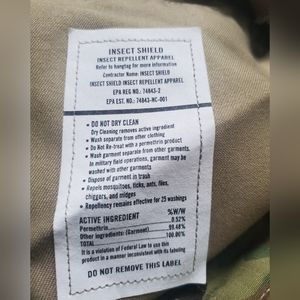 INSECT SHIELD
INSECT REPELLENT APPAREL
Refer to hangtag for more information
Contractor Name: INSECT SHIELD
INSECT SHIELD INSECT REPELLENT APPAREL
EPA REG NO.: 74843-2
EPA EST. NO.: 74843-NC-001
• DO NOT DRY CLEAN
Dry Cleaning removes active ingredient
• Wash separate from other clothing
• Do Not Re-treat with a permethrin product
• Wash garment separate from other garments.
In military field operations, garment may be
washed with other garments.
• Dispose of garment in trash
• Repels mosquitoes, ticks, ants, flies,
chiggers, and midges
• Repellency remains effective for 25 washings
%W/W
ACTIVE INGREDIENT
Permethrin 0.52%
Other ingredients: (Garment) 99.48%
TOTAL 100.00%
It is a violation of Federal Law to use this
product in a manner inconsistent with its labeling
DO NOT REMOVE THIS LABEL